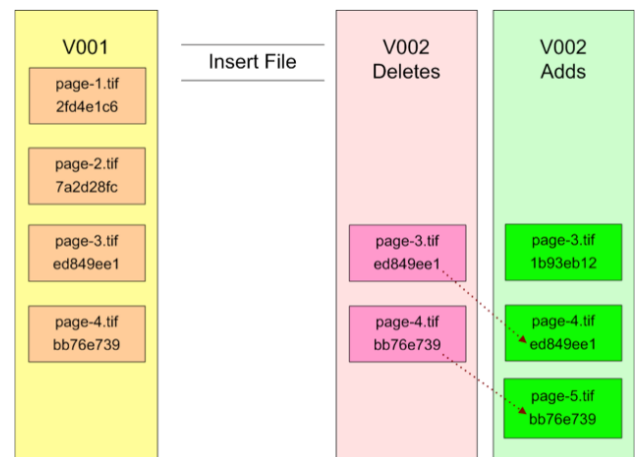 V001
page-1.tif
2fd4e1c6
page-2.tif
7a2d28fc
page-3.tif
ed849ee1
page-4.tif
bb76e739
Insert File
V002
Deletes
page-3.tif
ed849ee1
page-4.tif
bb76e739
V002
Adds
page-3.tif
1b93eb12
page-4.tif
ed849ee1
page-5.tif
bb76e739